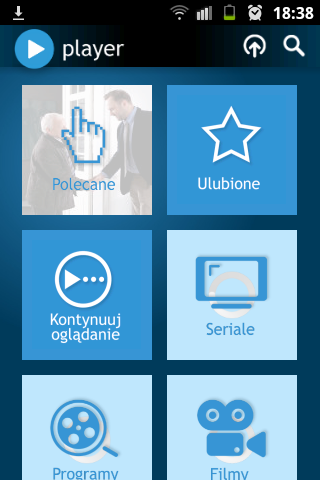 18:38
player
Polecane
Ulubione
Kontynuuj
oglądanie
Seriale
Programy
Filmy